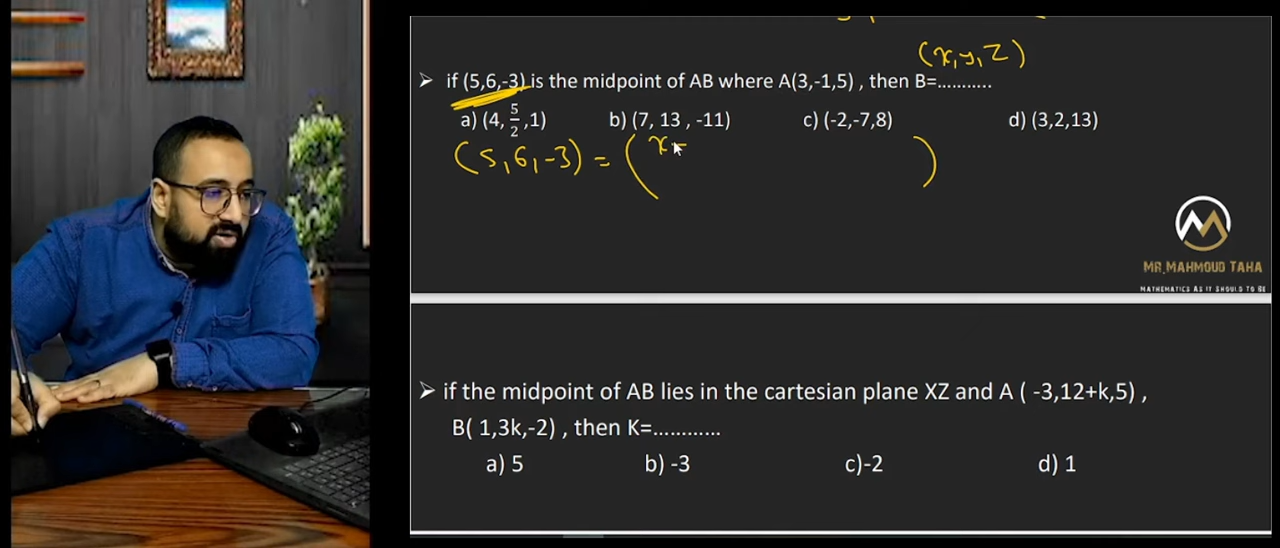 (x,y,z)
➤ if (5,6,-3) is the midpoint of AB where A(3,-1,5) , then B=...........
a) (4, 5/2 ,1) b) (7, 13 , -11) c) (-2,-7,8) d) (3,2,13)
(5,6,-3) = ( x+ )
MR.MAHMOUD TAHA
MATHEMATICS AS IT SHOULD TO BE
➤ if the midpoint of AB lies in the cartesian plane XZ and A ( -3,12+k,5) ,
B( 1,3k,-2) , then K=............
a) 5 b) -3 c)-2 d) 1